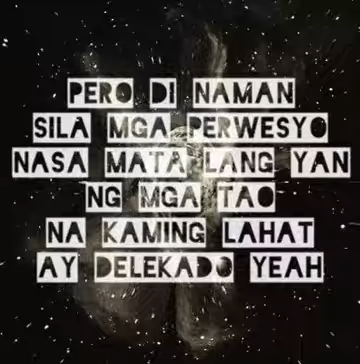 PERO DI NAMAN
SILA MGA PERWESYO
NASA MATA LANG YAN
NG MGA TAO
NA KAMING LAHAT
AY DELEKADO YEAH